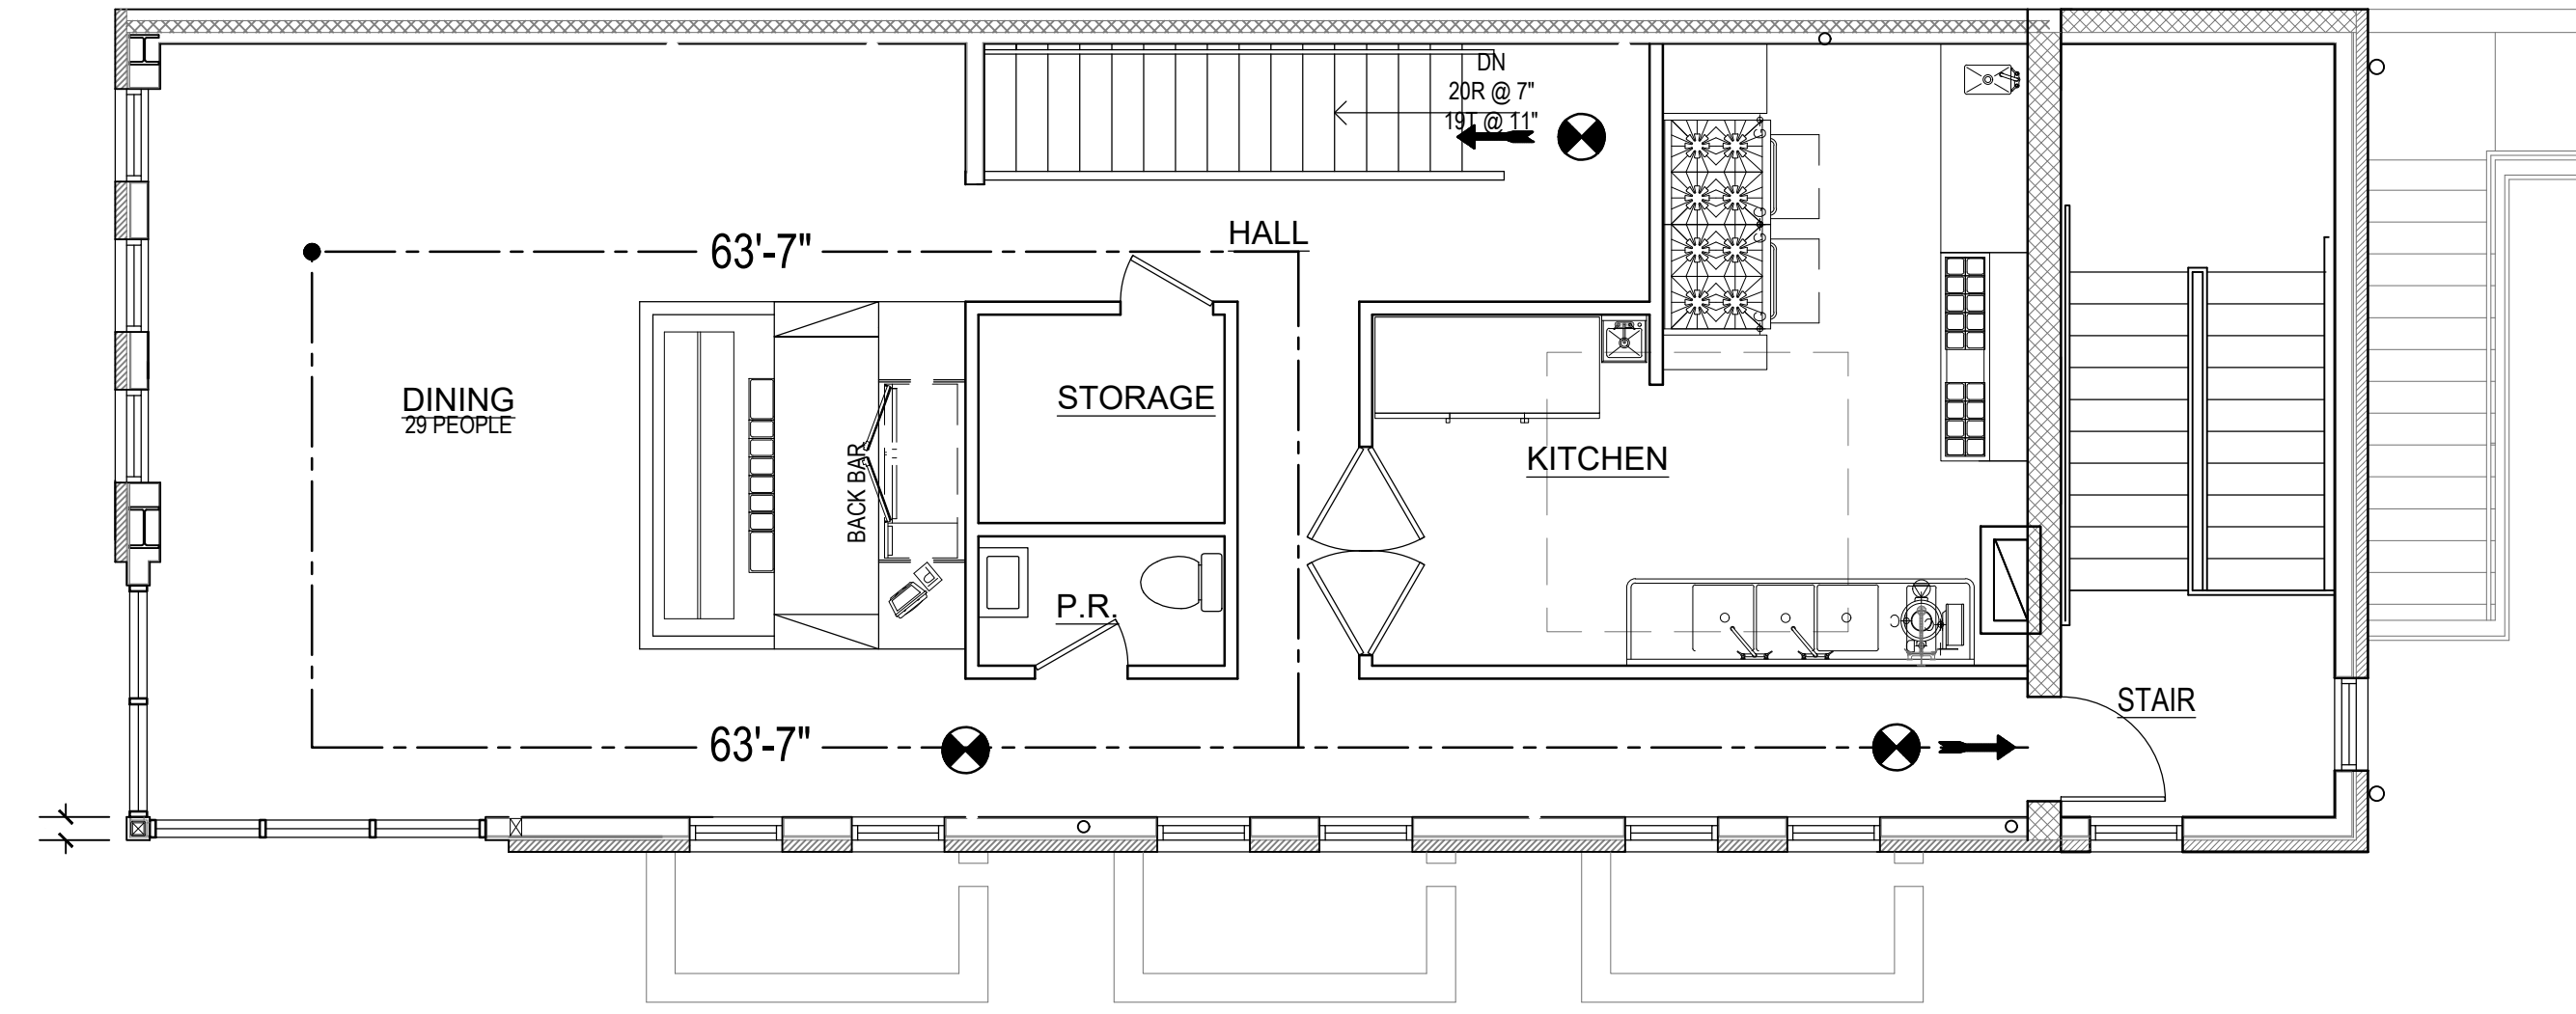 DN
20R @ 7"
19T @ 11"
HALL
63'-7"
DINING
29 PEOPLE
STORAGE
BACK BAR
KITCHEN
P.R.
STAIR
63'-7"